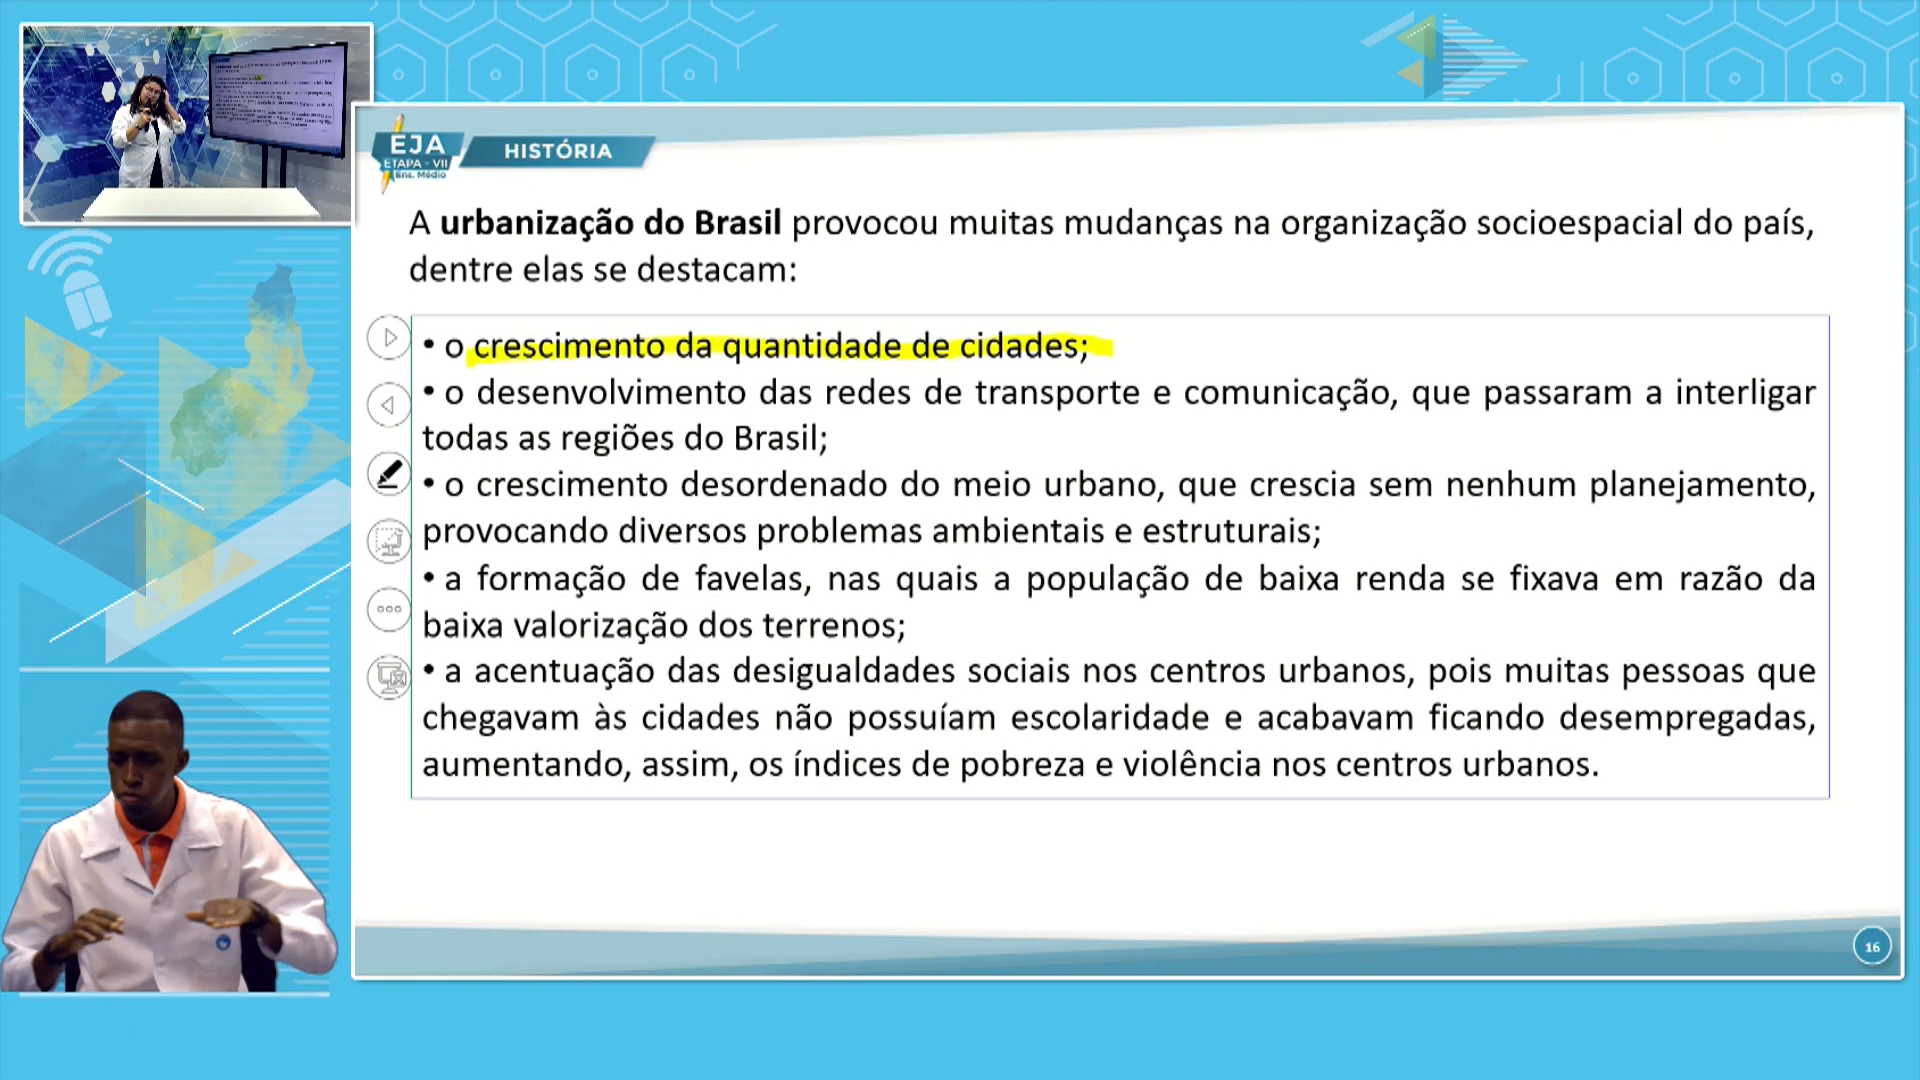 EJA
ETAPA - VII
Ens. Médio
HISTÓRIA
A urbanização do Brasil provocou muitas mudanças na organização socioespacial do país,
dentre elas se destacam:
• o crescimento da quantidade de cidades;
• o desenvolvimento das redes de transporte e comunicação, que passaram a interligar
todas as regiões do Brasil;
• o crescimento desordenado do meio urbano, que crescia sem nenhum planejamento,
provocando diversos problemas ambientais e estruturais;
• a formação de favelas, nas quais a população de baixa renda se fixava em razão da
baixa valorização dos terrenos;
• a acentuação das desigualdades sociais nos centros urbanos, pois muitas pessoas que
chegavam às cidades não possuíam escolaridade e acabavam ficando desempregadas,
aumentando, assim, os índices de pobreza e violência nos centros urbanos.
16